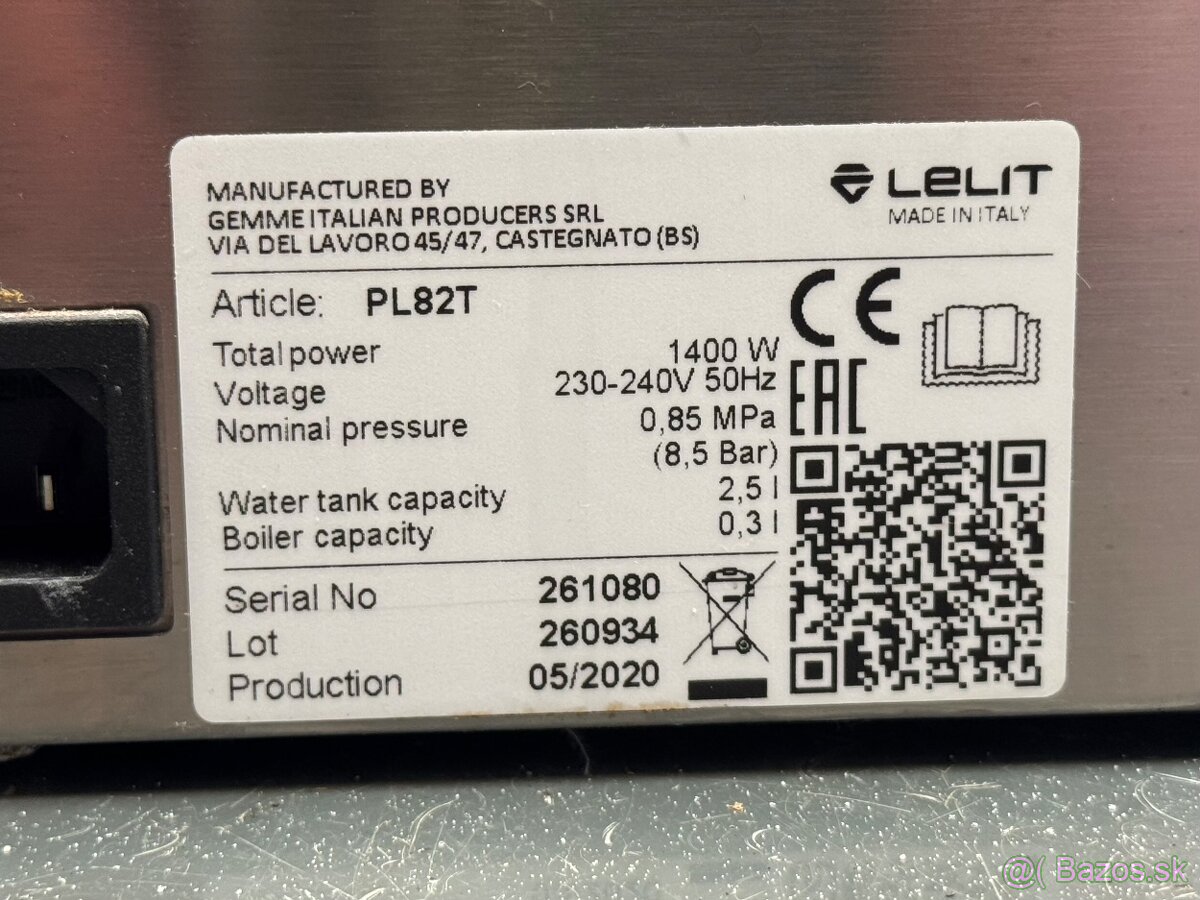 MANUFACTURED BY
GEMME ITALIAN PRODUCERS SRL
VIA DEL LAVORO 45/47, CASTEGNATO (BS)
LELIT
MADE IN ITALY
Article: PL82T
Total power 1400 W
Voltage 230-240V 50Hz
Nominal pressure 0,85 MPa
(8,5 Bar)
Water tank capacity 2,5 l
Boiler capacity 0,3 l
CE
EAC
Serial No 261080
Lot 260934
Production 05/2020
@( Bazos.sk